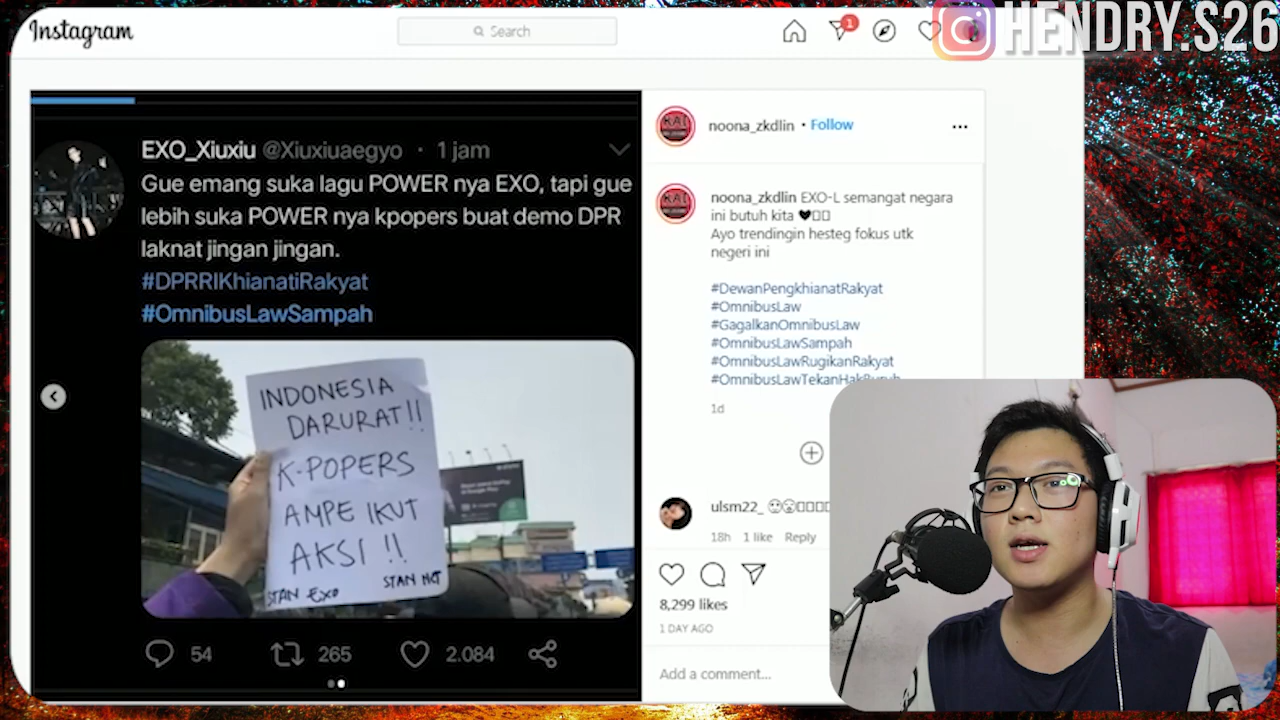 Instagram
Search
1
HENDRY.S26
EXO_Xiuxiu @Xiuxiuaegyo · 1 jam
Gue emang suka lagu POWER nya EXO, tapi gue
lebih suka POWER nya kpopers buat demo DPR
laknat jingan jingan.
#DPRRIKhianatiRakyat
#OmnibusLawSampah
INDONESIA
DARURAT!!
K-POPERS
AMPE IKUT
AKSI !!
STAN EXO
STAN NCT
54
265
2.084
noona_zkdlin • Follow
noona_zkdlin EXO-L semangat negara
ini butuh kita
Ayo trendingin hesteg fokus utk
negeri ini
#DewanPengkhianatRakyat
#OmnibusLaw
#GagalkanOmnibusLaw
#OmnibusLawSampah
#OmnibusLawRugikanRakyat
#OmnibusLawTekanHakBuruh
1d
ulsm22_
18h 1 like Reply
8,299 likes
1 DAY AGO
Add a comment...